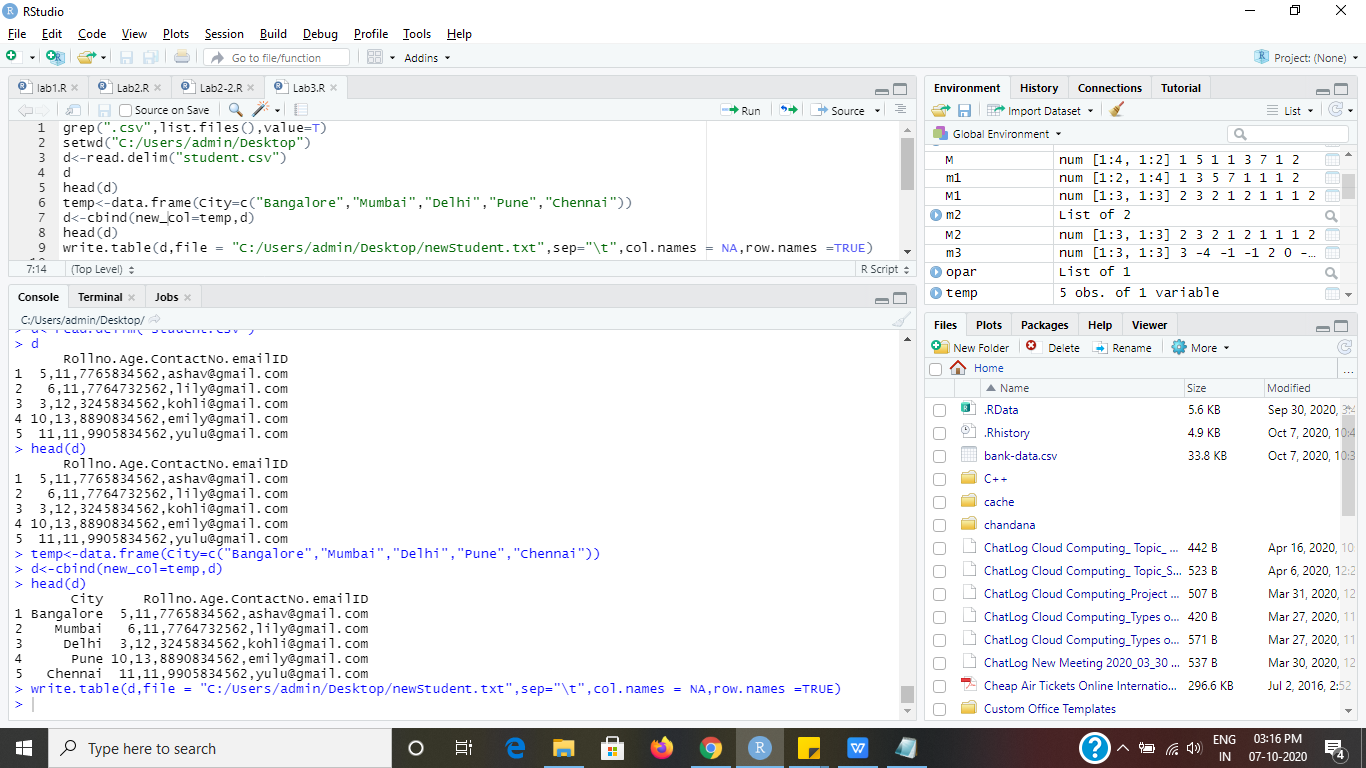 RStudio
File Edit Code View Plots Session Build Debug Profile Tools Help
Go to file/function Addins Project: (None)
lab1.R Lab2.R Lab2-2.R Lab3.R
Source on Save Run Source
1 grep(".csv",list.files(),value=T)
2 setwd("C:/Users/admin/Desktop")
3 d<-read.delim("student.csv")
4 d
5 head(d)
6 temp<-data.frame(City=c("Bangalore","Mumbai","Delhi","Pune","Chennai"))
7 d<-cbind(new_col=temp,d)
8 head(d)
9 write.table(d,file = "C:/Users/admin/Desktop/newStudent.txt",sep="\t",col.names = NA,row.names =TRUE)
7:14 (Top Level) R Script
Console Terminal Jobs
C:/Users/admin/Desktop/
> d<-read.delim("student.csv")
> d
Rollno.Age.ContactNo.emailID
1 5,11,7765834562,ashav@gmail.com
2 6,11,7764732562,lily@gmail.com
3 3,12,3245834562,kohli@gmail.com
4 10,13,8890834562,emily@gmail.com
5 11,11,9905834562,yulu@gmail.com
> head(d)
Rollno.Age.ContactNo.emailID
1 5,11,7765834562,ashav@gmail.com
2 6,11,7764732562,lily@gmail.com
3 3,12,3245834562,kohli@gmail.com
4 10,13,8890834562,emily@gmail.com
5 11,11,9905834562,yulu@gmail.com
> temp<-data.frame(City=c("Bangalore","Mumbai","Delhi","Pune","Chennai"))
> d<-cbind(new_col=temp,d)
> head(d)
City Rollno.Age.ContactNo.emailID
1 Bangalore 5,11,7765834562,ashav@gmail.com
2 Mumbai 6,11,7764732562,lily@gmail.com
3 Delhi 3,12,3245834562,kohli@gmail.com
4 Pune 10,13,8890834562,emily@gmail.com
5 Chennai 11,11,9905834562,yulu@gmail.com
> write.table(d,file = "C:/Users/admin/Desktop/newStudent.txt",sep="\t",col.names = NA,row.names =TRUE)
>
Environment History Connections Tutorial
Import Dataset List
Global Environment
M num [1:4, 1:2] 1 5 1 1 3 7 1 2
m1 num [1:2, 1:4] 1 3 5 7 1 1 1 2
M1 num [1:3, 1:3] 2 3 2 1 2 1 1 1 2
m2 List of 2
M2 num [1:3, 1:3] 2 3 2 1 2 1 1 1 2
m3 num [1:3, 1:3] 3 -4 -1 -1 2 0 -...
opar List of 1
temp 5 obs. of 1 variable
Files Plots Packages Help Viewer
New Folder Delete Rename More
Home ...
Name Size Modified
.RData 5.6 KB Sep 30, 2020, 3:4
.Rhistory 4.9 KB Oct 7, 2020, 10:4
bank-data.csv 33.8 KB Oct 7, 2020, 10:3
C++
cache
chandana
ChatLog Cloud Computing_ Topic_ ... 442 B Apr 16, 2020, 10:
ChatLog Cloud Computing_ Topic_S... 523 B Apr 6, 2020, 12:2
ChatLog Cloud Computing_Project ... 507 B Mar 31, 2020, 12
ChatLog Cloud Computing_Types o... 420 B Mar 27, 2020, 11
ChatLog Cloud Computing_Types o... 571 B Mar 27, 2020, 11
ChatLog New Meeting 2020_03_30 ... 537 B Mar 30, 2020, 12
Cheap Air Tickets Online Internatio... 296.6 KB Jul 2, 2016, 2:52
Custom Office Templates
Type here to search
ENG 03:16 PM
IN 07-10-2020 4